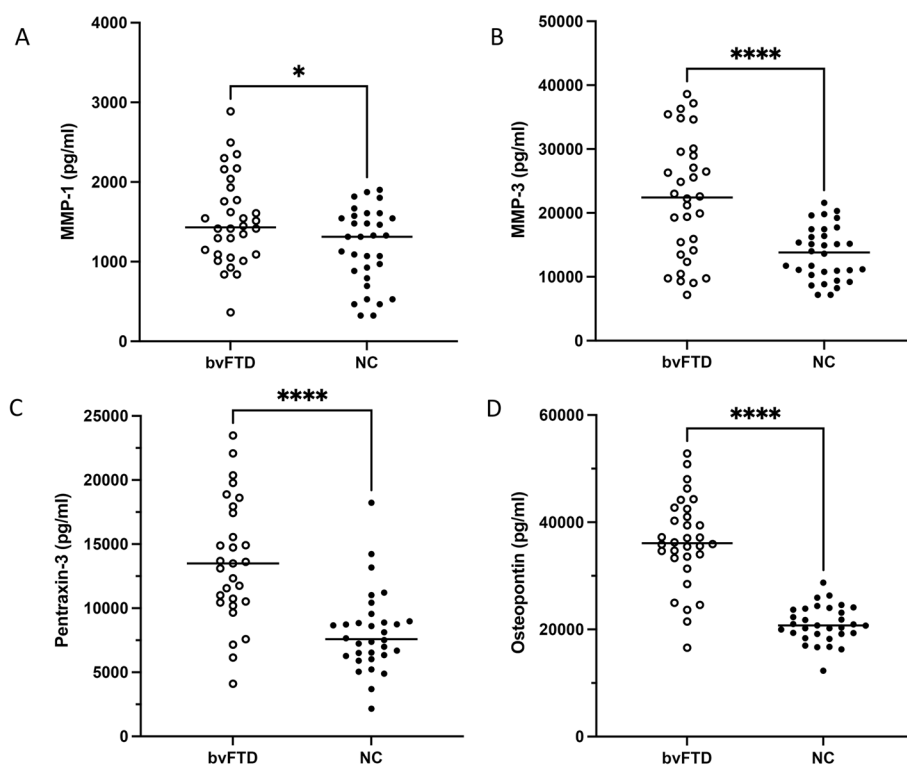 A
MMP-1 (pg/ml)
4000
3000
2000
1000
0
*
bvFTD NC
B
MMP-3 (pg/ml)
50000
40000
30000
20000
10000
0
****
bvFTD NC
C
Pentraxin-3 (pg/ml)
25000
20000
15000
10000
5000
0
****
bvFTD NC
D
Osteopontin (pg/ml)
60000
40000
20000
0
****
bvFTD NC